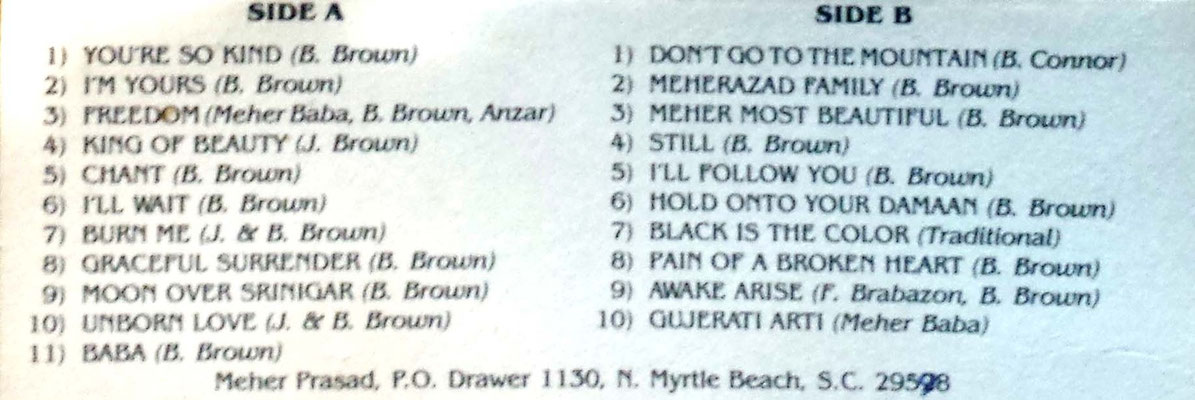 SIDE A
1) YOU'RE SO KIND (B. Brown)
2) I'M YOURS (B. Brown)
3) FREEDOM (Meher Baba, B. Brown, Anzar)
4) KING OF BEAUTY (J. Brown)
5) CHANT (B. Brown)
6) I'LL WAIT (B. Brown)
7) BURN ME (J. & B. Brown)
8) GRACEFUL SURRENDER (B. Brown)
9) MOON OVER SRINIGAR (B. Brown)
10) UNBORN LOVE (J. & B. Brown)
11) BABA (B. Brown)
SIDE B
1) DON'T GO TO THE MOUNTAIN (B. Connor)
2) MEHERAZAD FAMILY (B. Brown)
3) MEHER MOST BEAUTIFUL (B. Brown)
4) STILL (B. Brown)
5) I'LL FOLLOW YOU (B. Brown)
6) HOLD ONTO YOUR DAMAAN (B. Brown)
7) BLACK IS THE COLOR (Traditional)
8) PAIN OF A BROKEN HEART (B. Brown)
9) AWAKE ARISE (F. Brabazon, B. Brown)
10) GUJERATI ARTI (Meher Baba)
Meher Prasad, P.O. Drawer 1130, N. Myrtle Beach, S.C. 29598